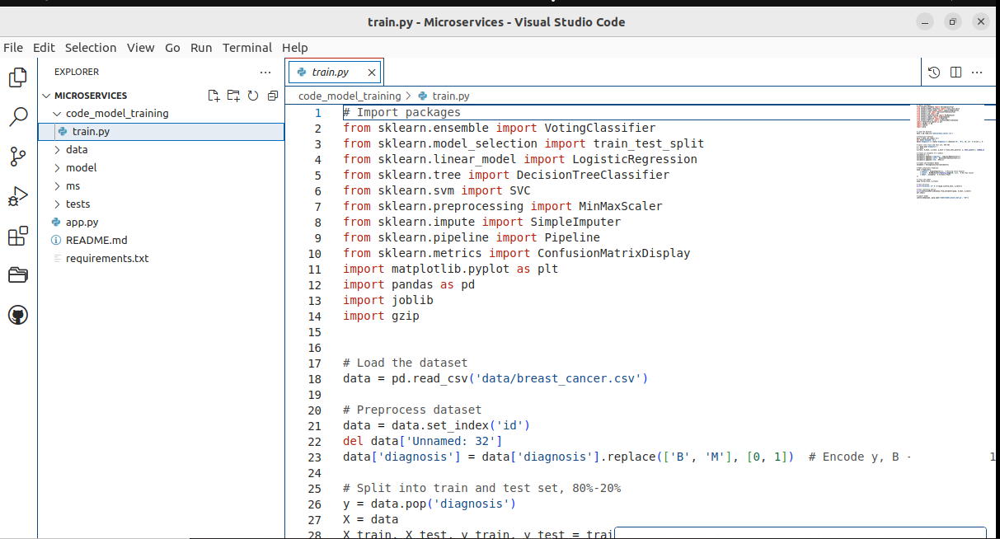 train.py - Microservices - Visual Studio Code
File Edit Selection View Go Run Terminal Help
EXPLORER
MICROSERVICES
code_model_training
train.py
data
model
ms
tests
app.py
README.md
requirements.txt
train.py
code_model_training > train.py
1 # Import packages
2 from sklearn.ensemble import VotingClassifier
3 from sklearn.model_selection import train_test_split
4 from sklearn.linear_model import LogisticRegression
5 from sklearn.tree import DecisionTreeClassifier
6 from sklearn.svm import SVC
7 from sklearn.preprocessing import MinMaxScaler
8 from sklearn.impute import SimpleImputer
9 from sklearn.pipeline import Pipeline
10 from sklearn.metrics import ConfusionMatrixDisplay
11 import matplotlib.pyplot as plt
12 import pandas as pd
13 import joblib
14 import gzip
15
16
17 # Load the dataset
18 data = pd.read_csv('data/breast_cancer.csv')
19
20 # Preprocess dataset
21 data = data.set_index('id')
22 del data['Unnamed: 32']
23 data['diagnosis'] = data['diagnosis'].replace(['B', 'M'], [0, 1])  # Encode y, B - 1
24
25 # Split into train and test set, 80%-20%
26 y = data.pop('diagnosis')
27 X = data
28 X_train, X_test, y_train, y_test = trai